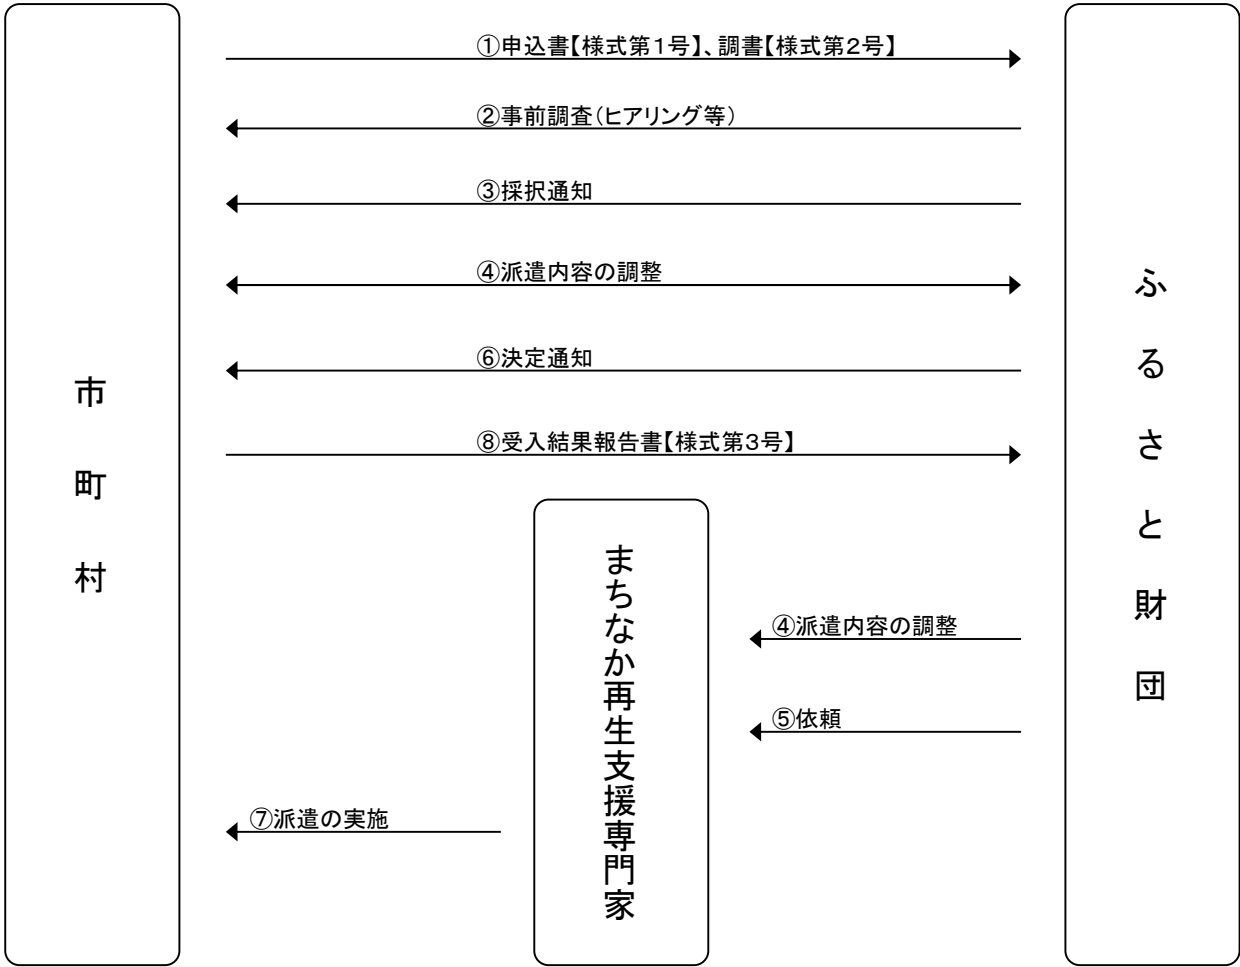 ①申込書【様式第1号】、調書【様式第2号】
②事前調査(ヒアリング等)
③採択通知
④派遣内容の調整
⑥決定通知
⑧受入結果報告書【様式第3号】
市町村
ふるさと財団
まちなか再生支援専門家
④派遣内容の調整
⑤依頼
⑦派遣の実施